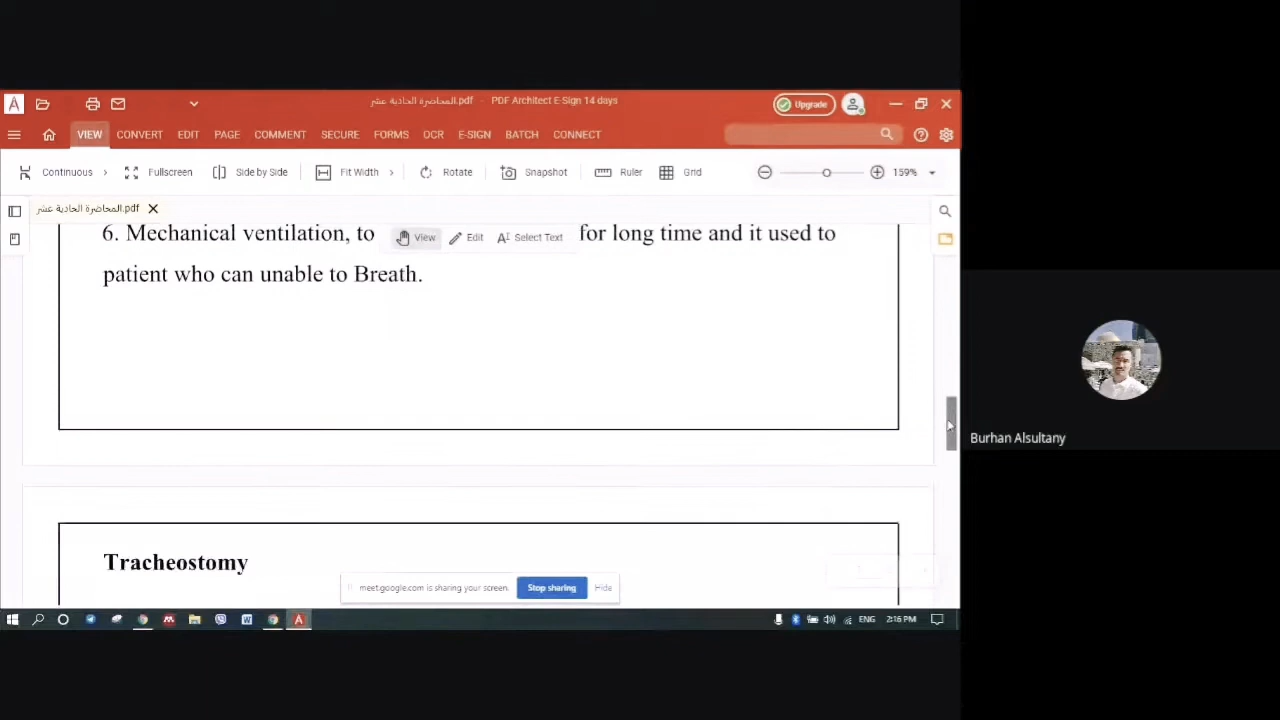 المحاضرة الحادية عشر.pdf - PDF Architect E-Sign 14 days
Upgrade
VIEW CONVERT EDIT PAGE COMMENT SECURE FORMS OCR E-SIGN BATCH CONNECT
Continuous Fullscreen Side by Side Fit Width Rotate Snapshot Ruler Grid 159%
المحاضرة الحادية عشر.pdf
6. Mechanical ventilation, to for long time and it used to
View Edit Select Text
patient who can unable to Breath.
Burhan Alsultany
Tracheostomy
meet.google.com is sharing your screen. Stop sharing Hide
ENG 2:16 PM